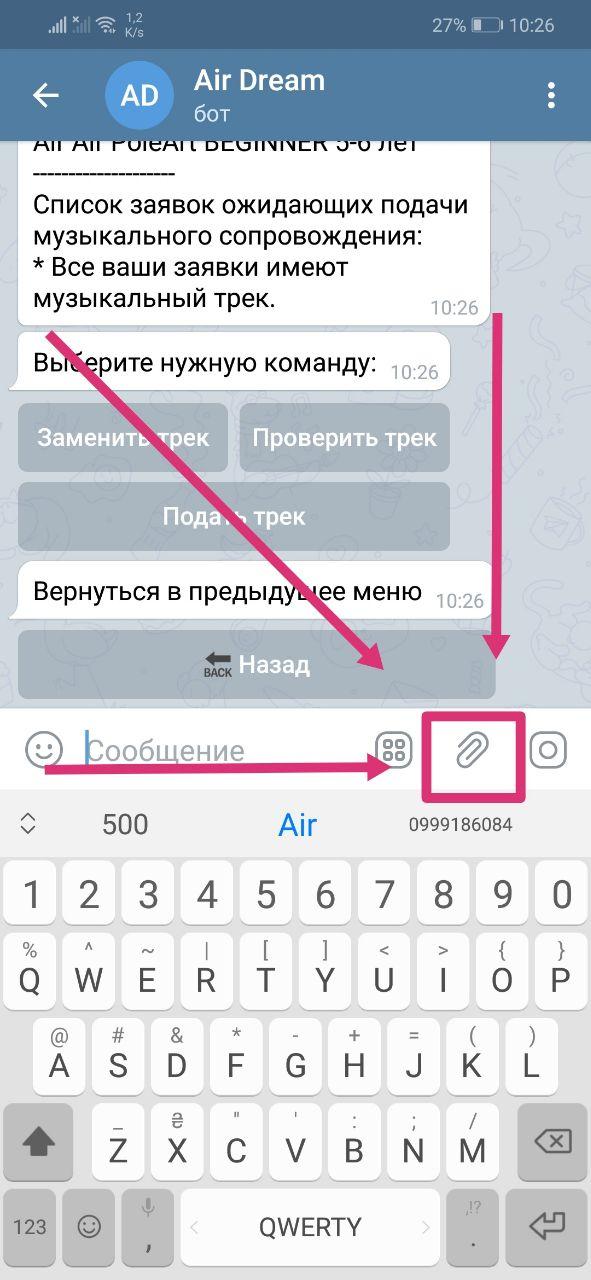 1,2
K/s
27%
10:26
AD
Air Dream
бот
Air Air PoleArt BEGINNER 5-6 лет
--------------------
Список заявок ожидающих подачи
музыкального сопровождения:
* Все ваши заявки имеют
музыкальный трек.
10:26
Выберите нужную команду:
10:26
Заменить трек
Проверить трек
Подать трек
Вернуться в предыдущее меню
10:26
BACK Назад
Сообщение
500 Air 0999186084
1 2 3 4 5 6 7 8 9 0
% ^ ~ | [ ] < > { }
Q W E R T Y U I O P
@ # & * - + = ( )
A S D F G H J K L
_ ₴ " ' : ; /
Z X C V B N M
,!?
123 , QWERTY .